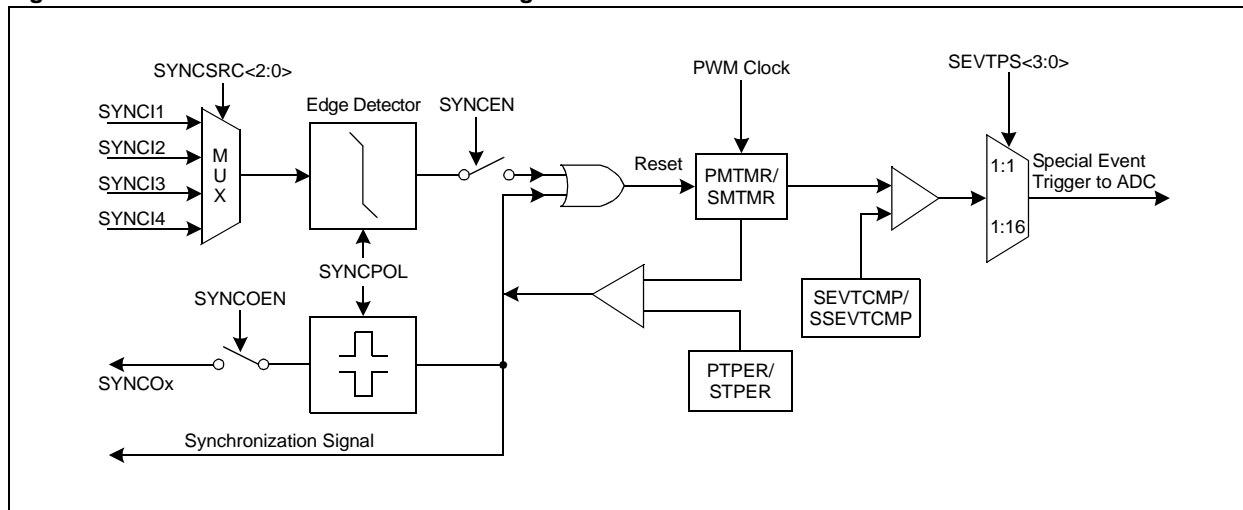 SYNCSRC<2:0>
SYNCI1
SYNCI2
SYNCI3
SYNCI4
MUX
Edge Detector
SYNCEN
PWM Clock
SEVTPS<3:0>
Reset
PMTMR/
SMTMR
1:1
1:16
Special Event
Trigger to ADC
SYNCPOL
SYNCOEN
SYNCOx
SEVTCMP/
SSEVTCMP
PTPER/
STPER
Synchronization Signal